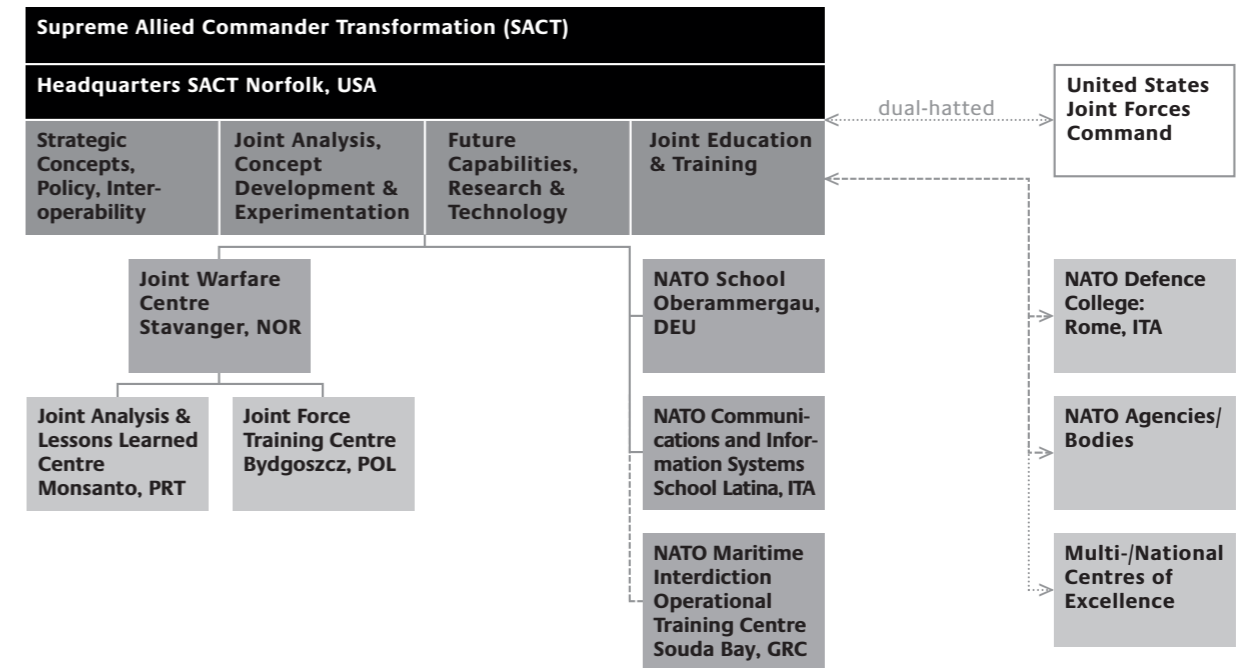 Supreme Allied Commander Transformation (SACT)
Headquarters SACT Norfolk, USA
Strategic
Concepts,
Policy, Inter-
operability
Joint Analysis,
Concept
Development &
Experimentation
Future
Capabilities,
Research &
Technology
Joint Education
& Training
dual-hatted
United States
Joint Forces
Command
Joint Warfare
Centre
Stavanger, NOR
NATO School
Oberammergau,
DEU
NATO Defence
College:
Rome, ITA
Joint Analysis &
Lessons Learned
Centre
Monsanto, PRT
Joint Force
Training Centre
Bydgoszcz, POL
NATO Communi-
cations and Infor-
mation Systems
School Latina, ITA
NATO Agencies/
Bodies
NATO Maritime
Interdiction
Operational
Training Centre
Souda Bay, GRC
Multi-/National
Centres of
Excellence